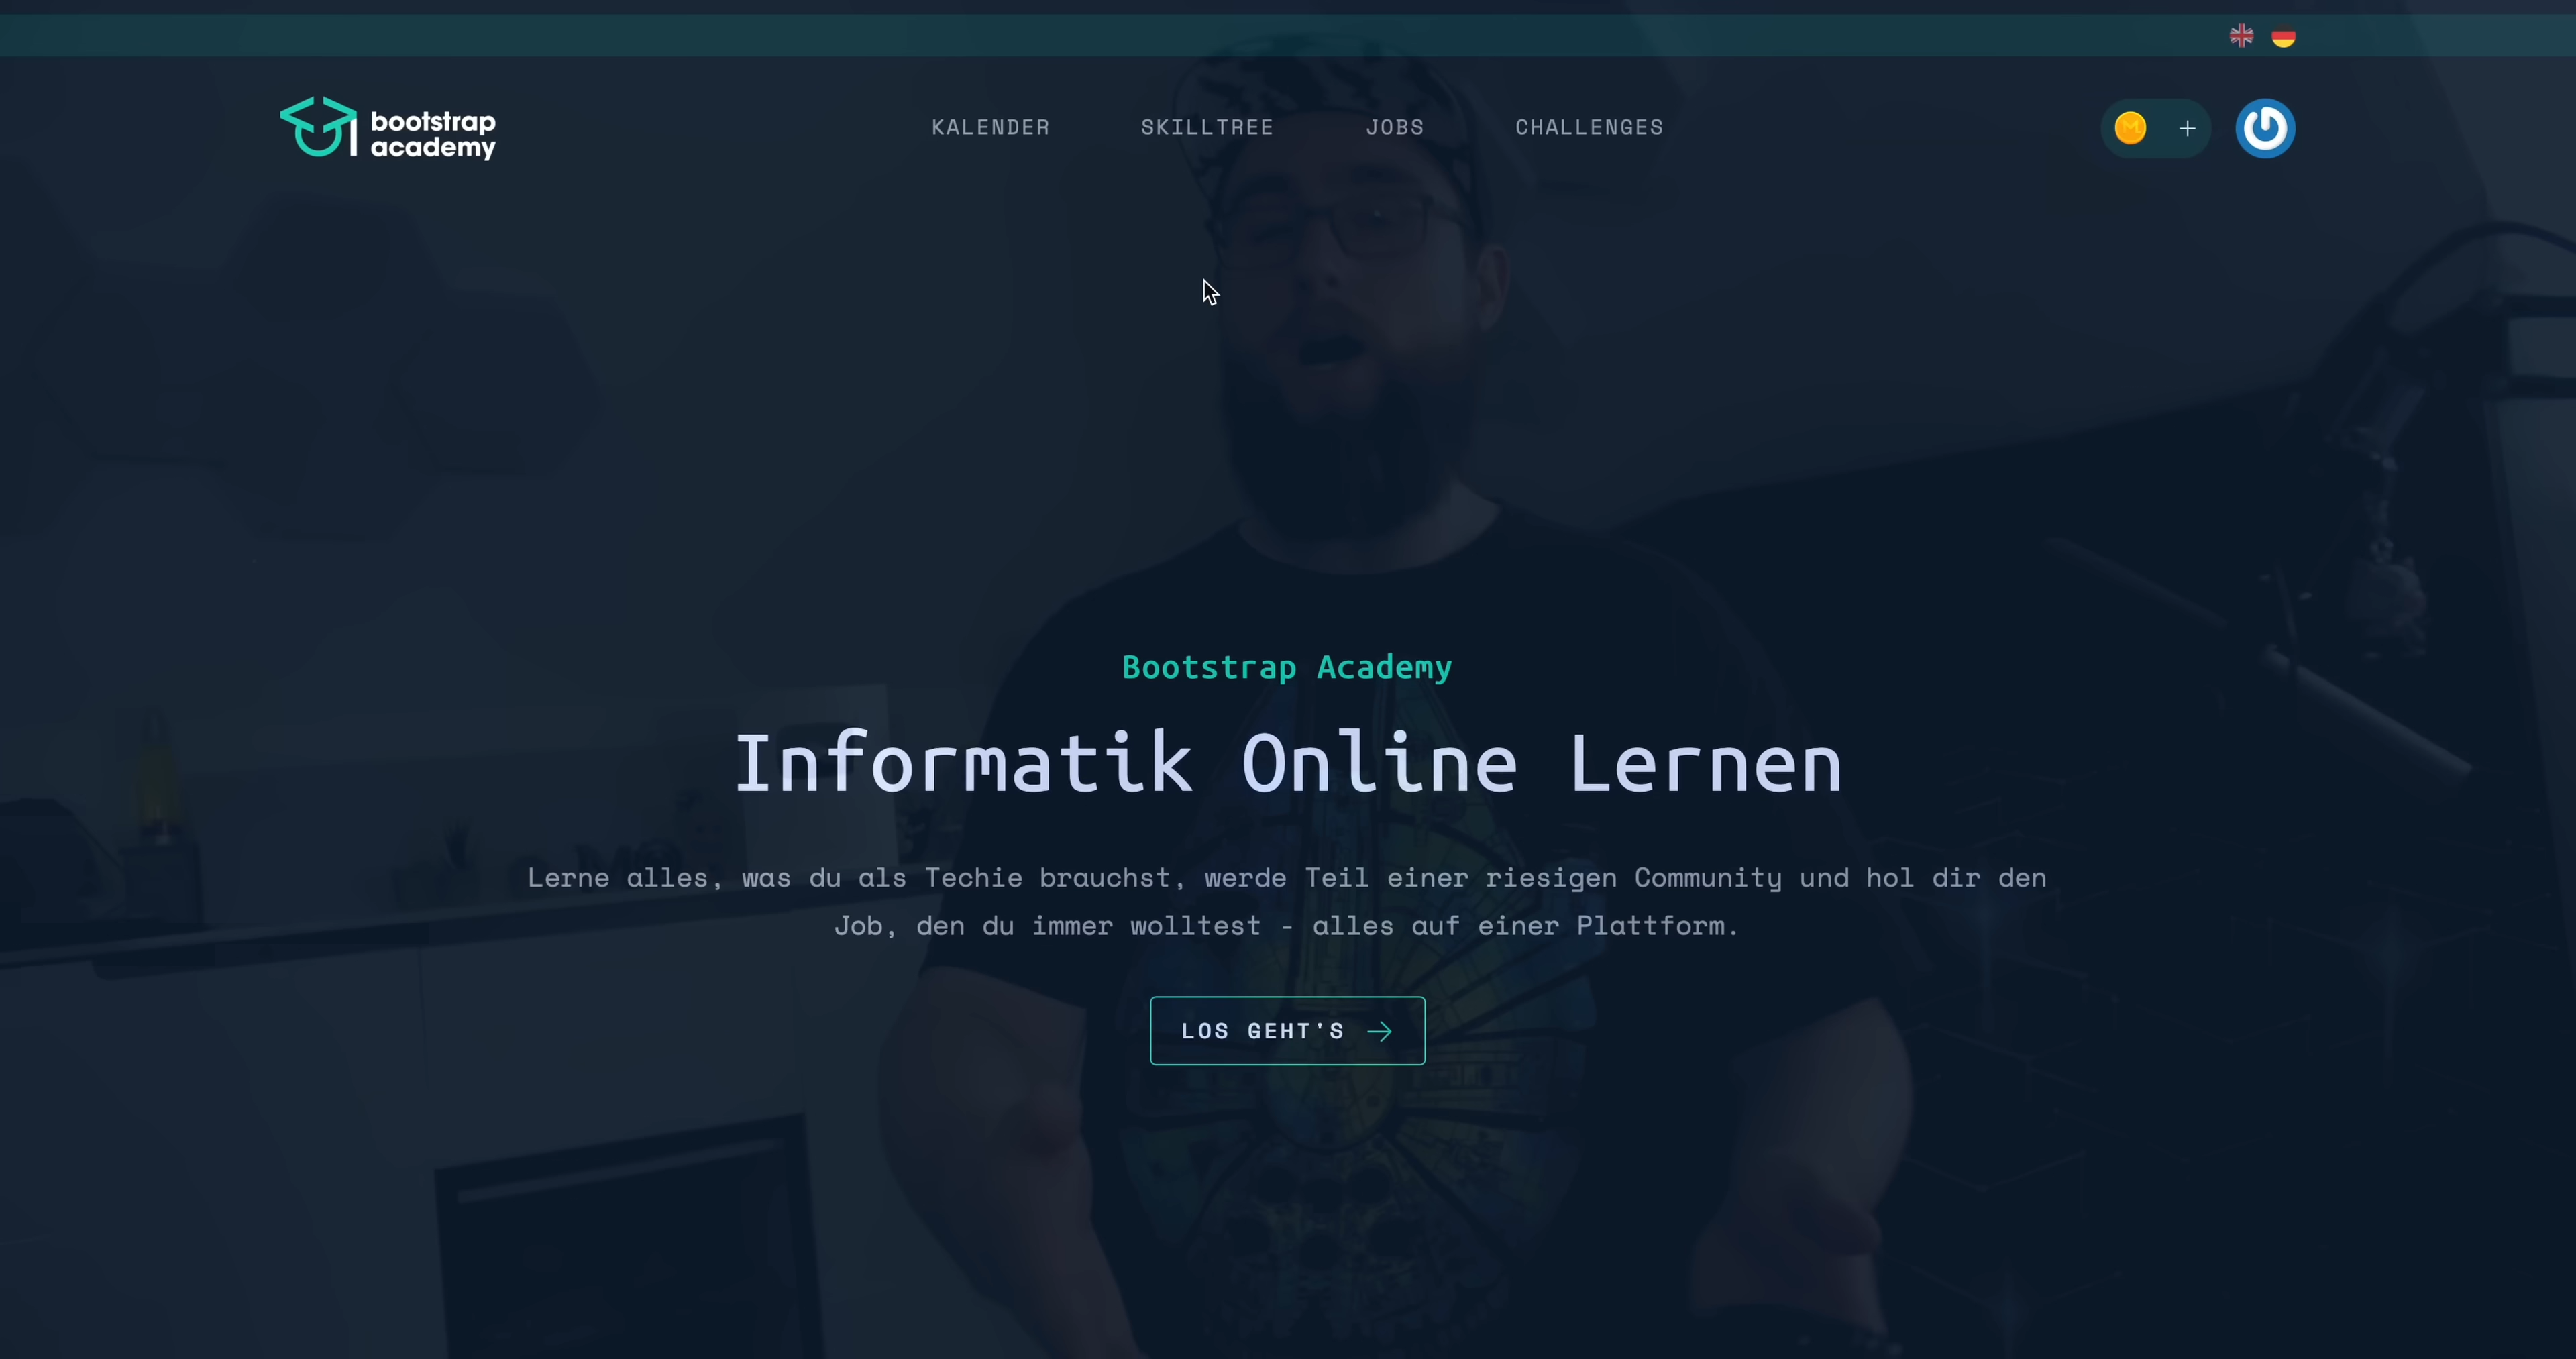 bootstrap
academy
KALENDER
SKILLTREE
JOBS
CHALLENGES
M
+
Bootstrap Academy
Informatik Online Lernen
Lerne alles, was du als Techie brauchst, werde Teil einer riesigen Community und hol dir den
Job, den du immer wolltest - alles auf einer Plattform.
LOS GEHT'S →